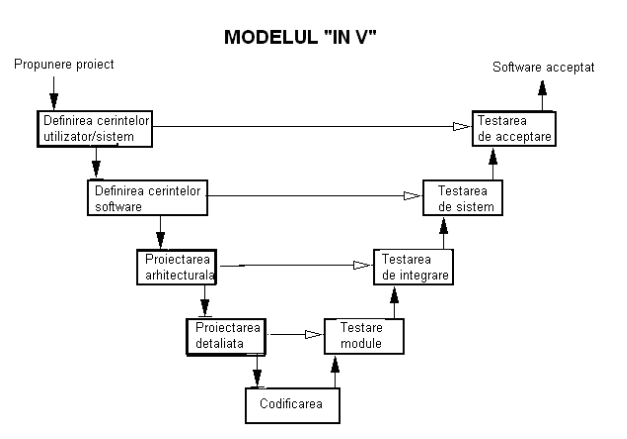 MODELUL "IN V"
Propunere proiect
Software acceptat
Definirea cerintelor
utilizator/sistem
Testarea
de acceptare
Definirea cerintelor
software
Testarea
de sistem
Proiectarea
arhitecturala
Testarea
de integrare
Proiectarea
detaliata
Testare
module
Codificarea